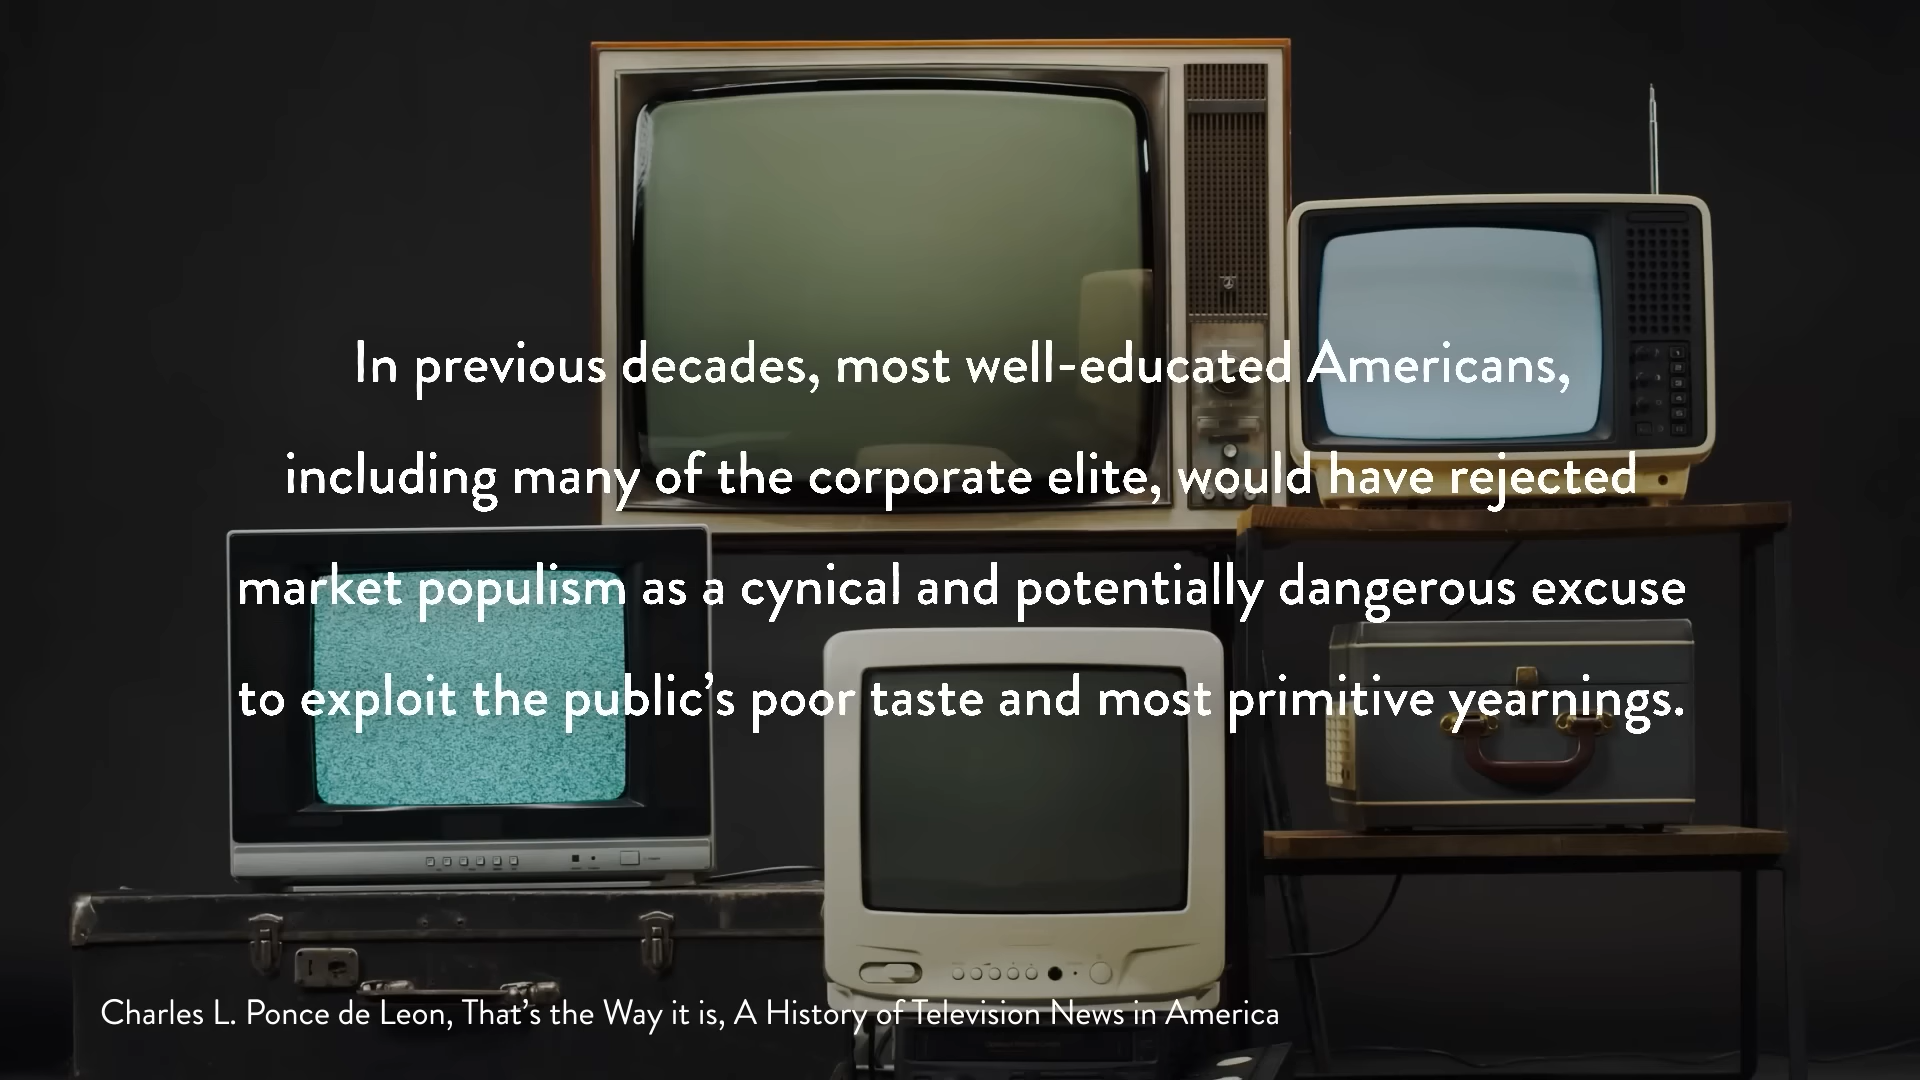 In previous decades, most well-educated Americans,
including many of the corporate elite, would have rejected
market populism as a cynical and potentially dangerous excuse
to exploit the public’s poor taste and most primitive yearnings.
Charles L. Ponce de Leon, That’s the Way it is, A History of Television News in America